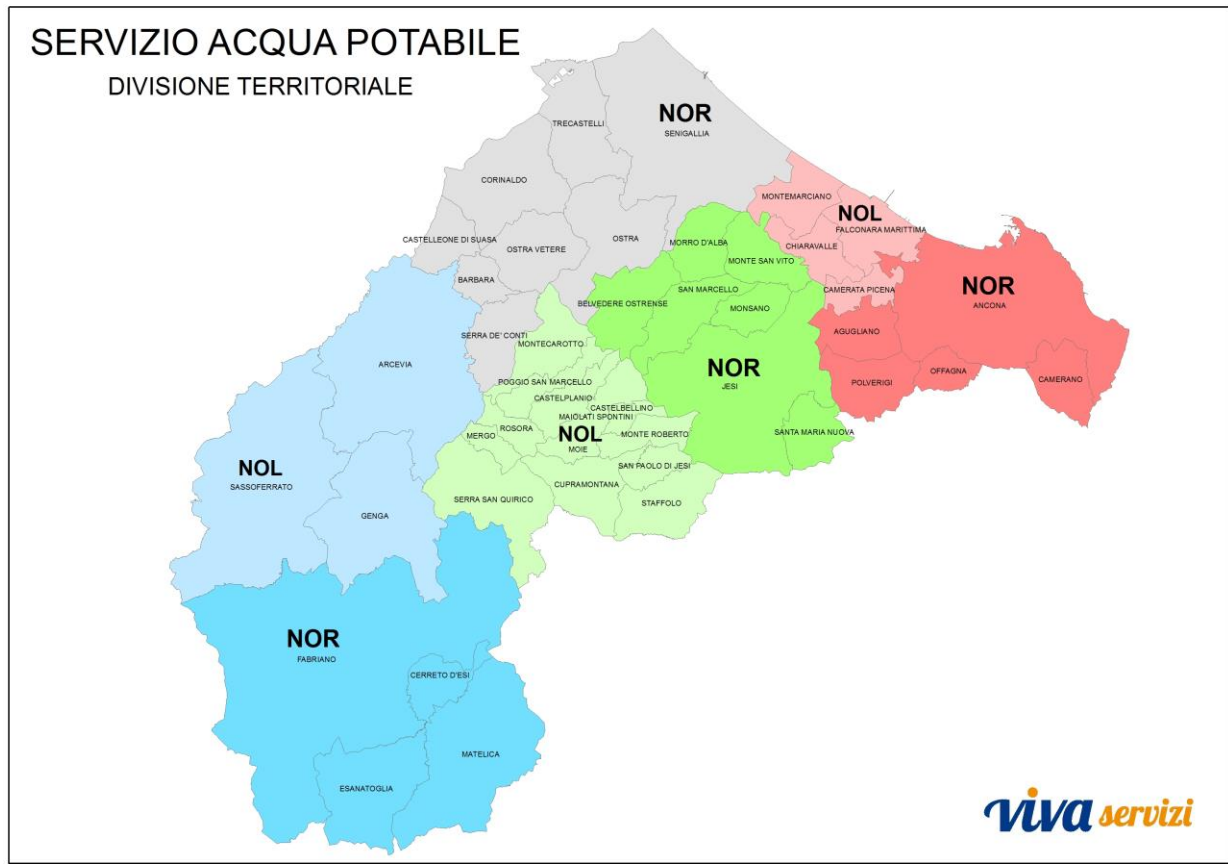 SERVIZIO ACQUA POTABILE
DIVISIONE TERRITORIALE
NOR
SENIGALLIA
TRECASTELLI
CORINALDO
CASTELLEONE DI SUASA
OSTRA VETERE
OSTRA
BARBARA
SERRA DE' CONTI
MONTEMARCIANO
NOL
FALCONARA MARITTIMA
CHIARAVALLE
CAMERATA PICENA
NOR
ANCONA
AGUGLIANO
POLVERIGI
OFFAGNA
CAMERANO
MORRO D'ALBA
MONTE SAN VITO
SAN MARCELLO
BELVEDERE OSTRENSE
MONSANO
NOR
JESI
SANTA MARIA NUOVA
MONTECAROTTO
POGGIO SAN MARCELLO
CASTELPLANIO
CASTELBELLINO
MAIOLATI SPONTINI
ROSORA
MERGO
NOL
MOIE
MONTE ROBERTO
SAN PAOLO DI JESI
CUPRAMONTANA
SERRA SAN QUIRICO
STAFFOLO
ARCEVIA
NOL
SASSOFERRATO
GENGA
NOR
FABRIANO
CERRETO D'ESI
MATELICA
ESANATOGLIA
viva servizi